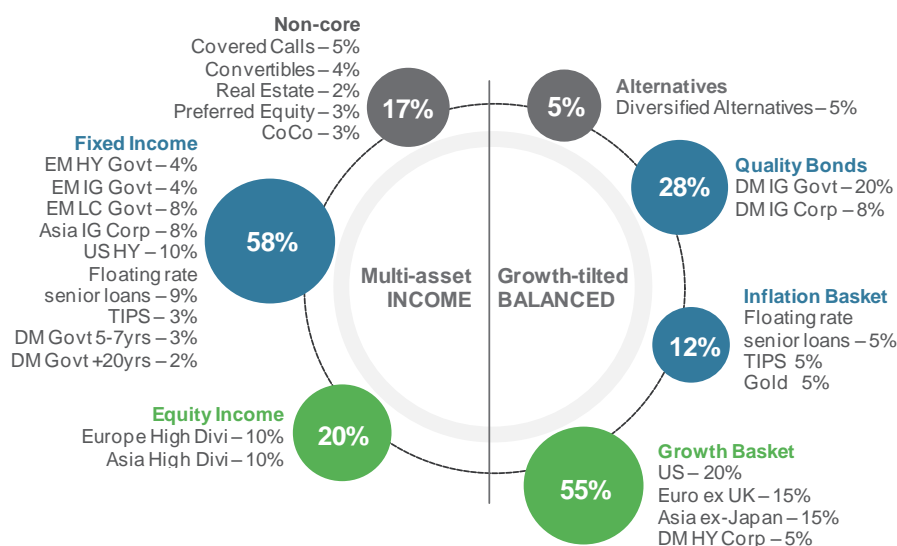 Non-core
Covered Calls – 5%
Convertibles – 4%
Real Estate – 2%
Preferred Equity – 3%
CoCo – 3%
17%
Fixed Income
EM HY Govt – 4%
EM IG Govt – 4%
EM LC Govt – 8%
Asia IG Corp – 8%
US HY – 10%
Floating rate
senior loans – 9%
TIPS – 3%
DM Govt 5-7yrs – 3%
DM Govt +20yrs – 2%
58%
Equity Income
Europe High Divi – 10%
Asia High Divi – 10%
20%
Multi-asset
INCOME
Growth-tilted
BALANCED
5%
Alternatives
Diversified Alternatives – 5%
28%
Quality Bonds
DM IG Govt – 20%
DM IG Corp – 8%
12%
Inflation Basket
Floating rate
senior loans – 5%
TIPS 5%
Gold 5%
55%
Growth Basket
US – 20%
Euro ex UK – 15%
Asia ex-Japan – 15%
DM HY Corp – 5%